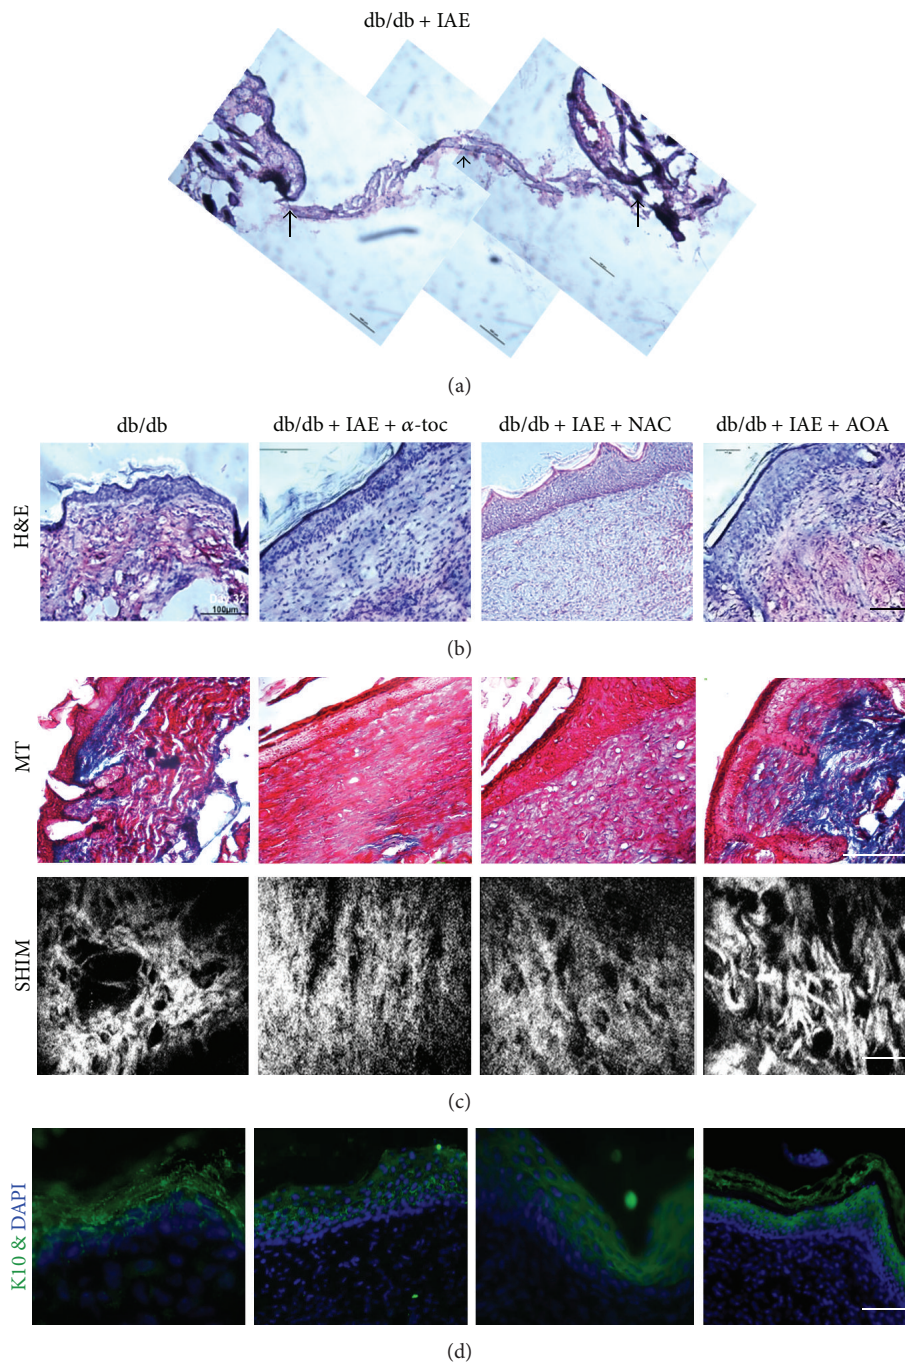 db/db + IAE
(a)
db/db
db/db + IAE + α-toc
db/db + IAE + NAC
db/db + IAE + AOA
H&E
100μm
(b)
MT
SHIM
(c)
K10 & DAPI
(d)